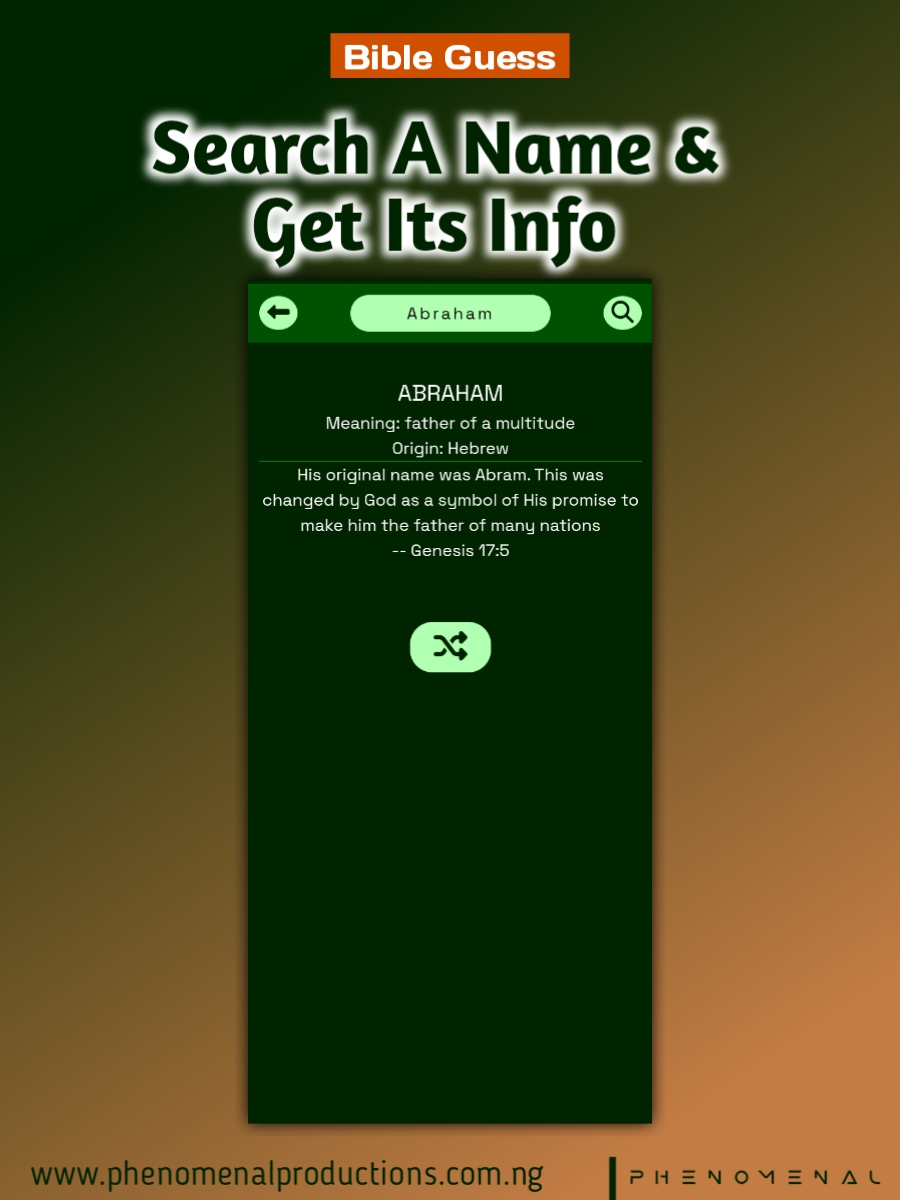 Bible Guess
Search A Name &
Get Its Info
Abraham
ABRAHAM
Meaning: father of a multitude
Origin: Hebrew
His original name was Abram. This was
changed by God as a symbol of His promise to
make him the father of many nations
-- Genesis 17:5
www.phenomenalproductions.com.ng
PHENOMENAL